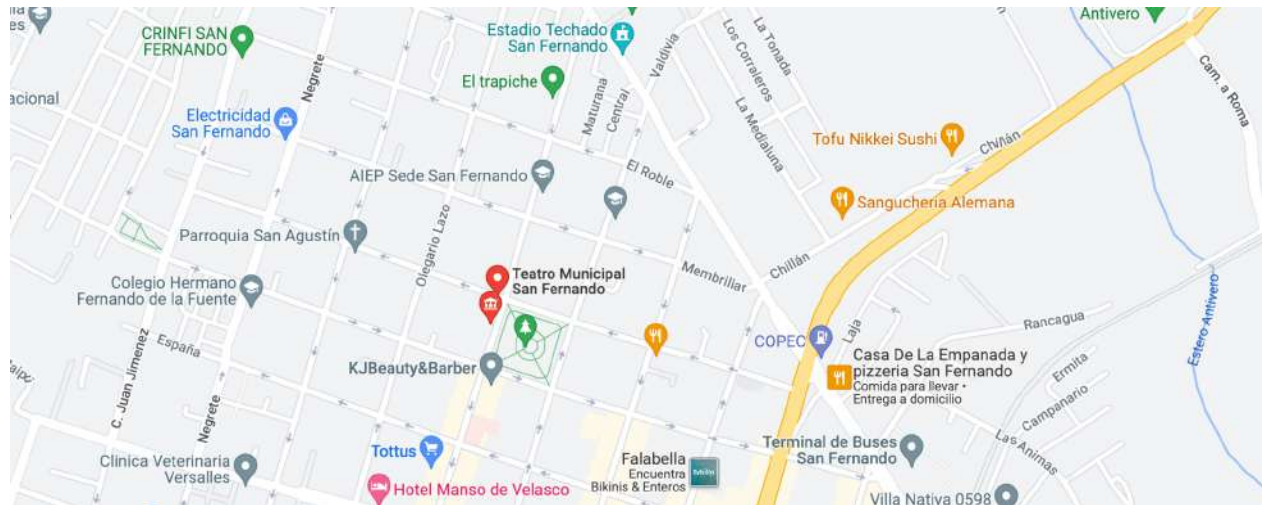 Antivero
CRINFI SAN
FERNANDO
Estadio Techado
San Fernando
Valdivia
La Tonada
Los Corraleros
Cam. a Roma
Negrete
El trapiche
Maturana
Central
La Medialuna
acional
Electricidad
San Fernando
Tofu Nikkei Sushi
Chillán
El Roble
AIEP Sede San Fernando
Sangucheria Alemana
Parroquia San Agustín
Olegario Lazo
Membrillar
Chillán
Teatro Municipal
San Fernando
Colegio Hermano
Fernando de la Fuente
Estero Antivero
Rancagua
Laja
COPEC
España
C. Juan Jimenez
KJBeauty&Barber
Casa De La Empanada y
pizzeria San Fernando
Comida para llevar •
Entrega a domicilio
Ermita
Campanario
Negrete
Las Animas
Tottus
Terminal de Buses
San Fernando
Clinica Veterinaria
Versalles
Falabella
Encuentra
Bikinis & Enteros
Hotel Manso de Velasco
Villa Nativa 0598